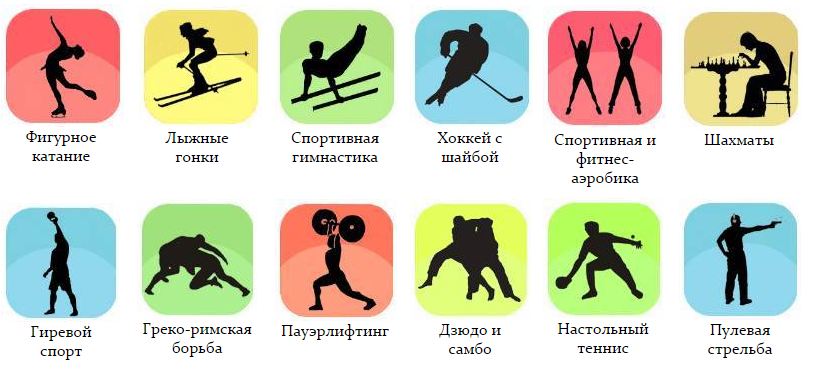 Фигурное
катание
Лыжные
гонки
Спортивная
гимнастика
Хоккей с
шайбой
Спортивная и
фитнес-
аэробика
Шахматы
Гиревой
спорт
Греко-римская
борьба
Пауэрлифтинг
Дзюдо и
самбо
Настольный
теннис
Пулевая
стрельба